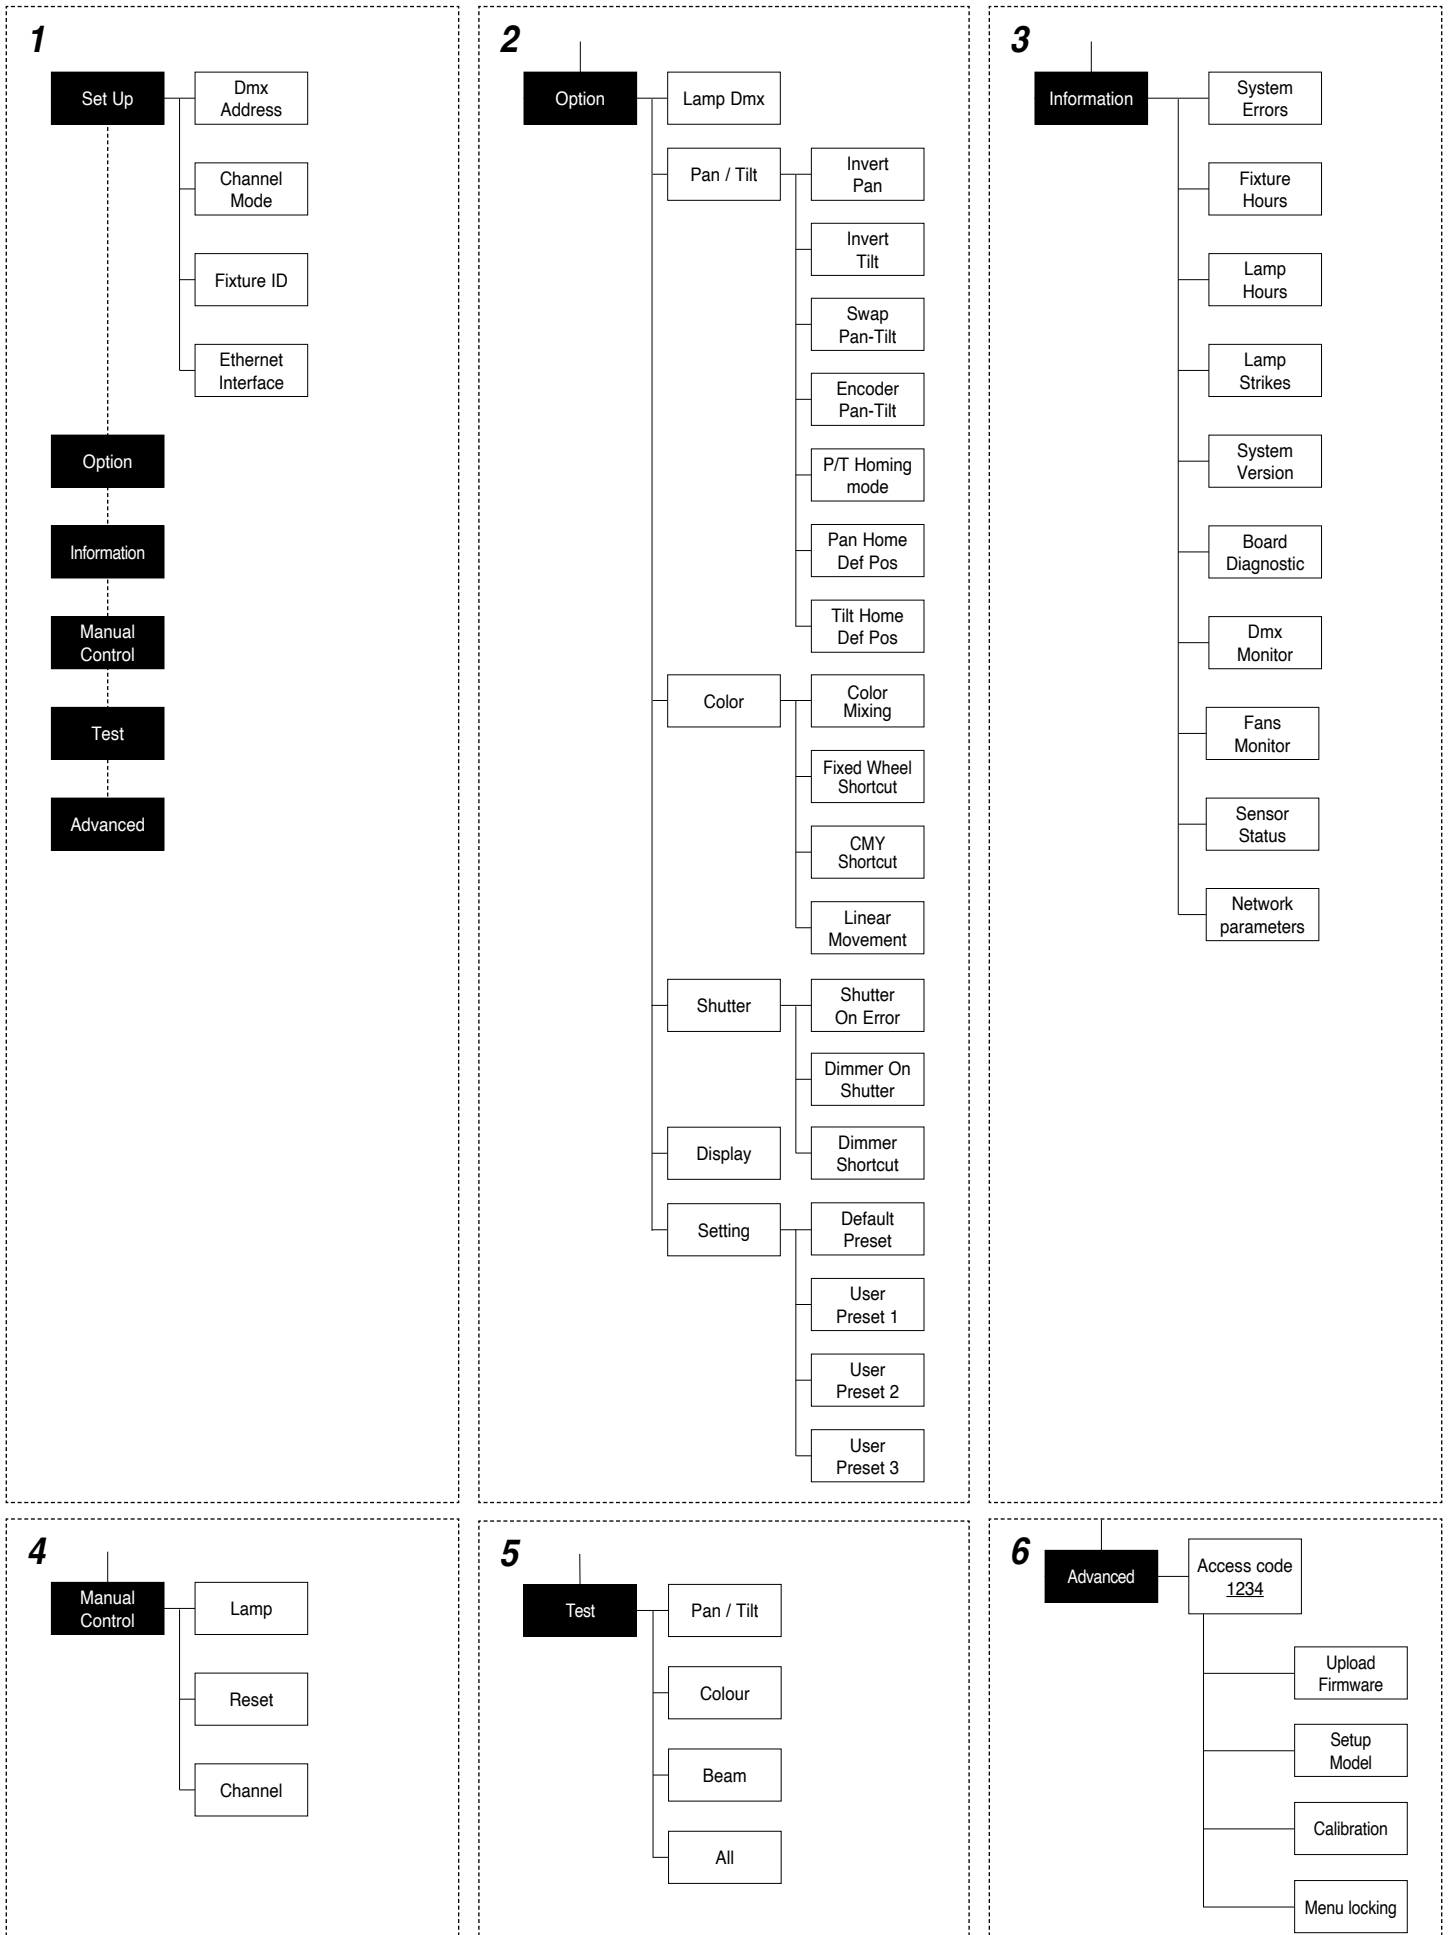 1
Set Up
Dmx
Address
Channel
Mode
Fixture ID
Ethernet
Interface
Option
Information
Manual
Control
Test
Advanced
2
Option
Lamp Dmx
Pan / Tilt
Invert
Pan
Invert
Tilt
Swap
Pan-Tilt
Encoder
Pan-Tilt
P/T Homing
mode
Pan Home
Def Pos
Tilt Home
Def Pos
Color
Color
Mixing
Fixed Wheel
Shortcut
CMY
Shortcut
Linear
Movement
Shutter
Shutter
On Error
Dimmer On
Shutter
Dimmer
Shortcut
Display
Setting
Default
Preset
User
Preset 1
User
Preset 2
User
Preset 3
3
Information
System
Errors
Fixture
Hours
Lamp
Hours
Lamp
Strikes
System
Version
Board
Diagnostic
Dmx
Monitor
Fans
Monitor
Sensor
Status
Network
parameters
4
Manual
Control
Lamp
Reset
Channel
5
Test
Pan / Tilt
Colour
Beam
All
6
Advanced
Access code
1234
Upload
Firmware
Setup
Model
Calibration
Menu locking